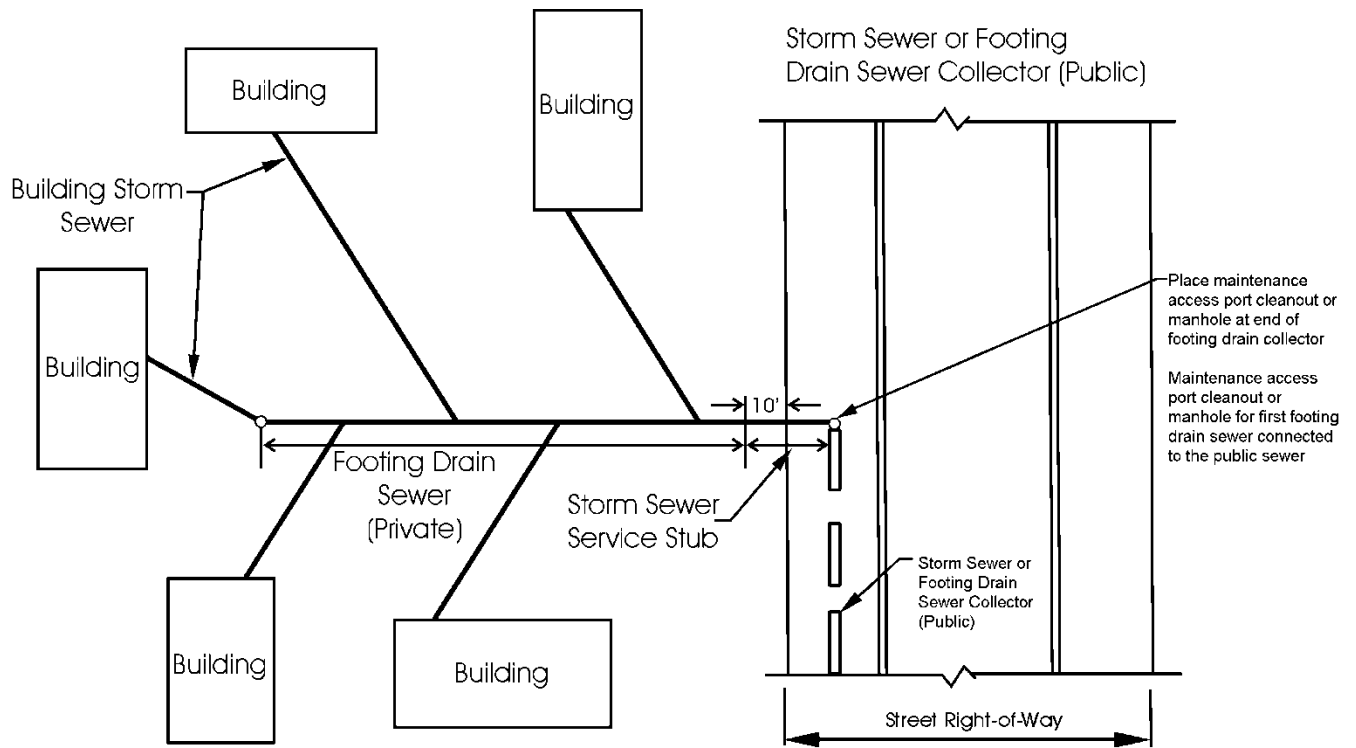 Storm Sewer or Footing
Drain Sewer Collector (Public)
Building
Building
Building Storm
Sewer
Building
Place maintenance
access port cleanout or
manhole at end of
footing drain collector
Maintenance access
port cleanout or
manhole for first footing
drain sewer connected
to the public sewer
10'
Footing Drain
Sewer
(Private)
Storm Sewer
Service Stub
Storm Sewer or
Footing Drain
Sewer Collector
(Public)
Building
Building
Street Right-of-Way